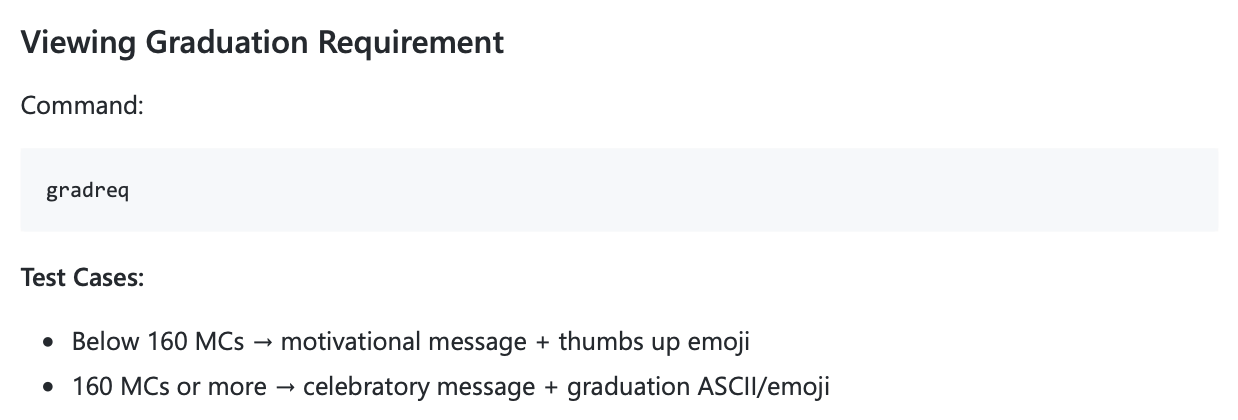 Viewing Graduation Requirement
Command:
gradreq
Test Cases:
• Below 160 MCs → motivational message + thumbs up emoji
• 160 MCs or more → celebratory message + graduation ASCII/emoji